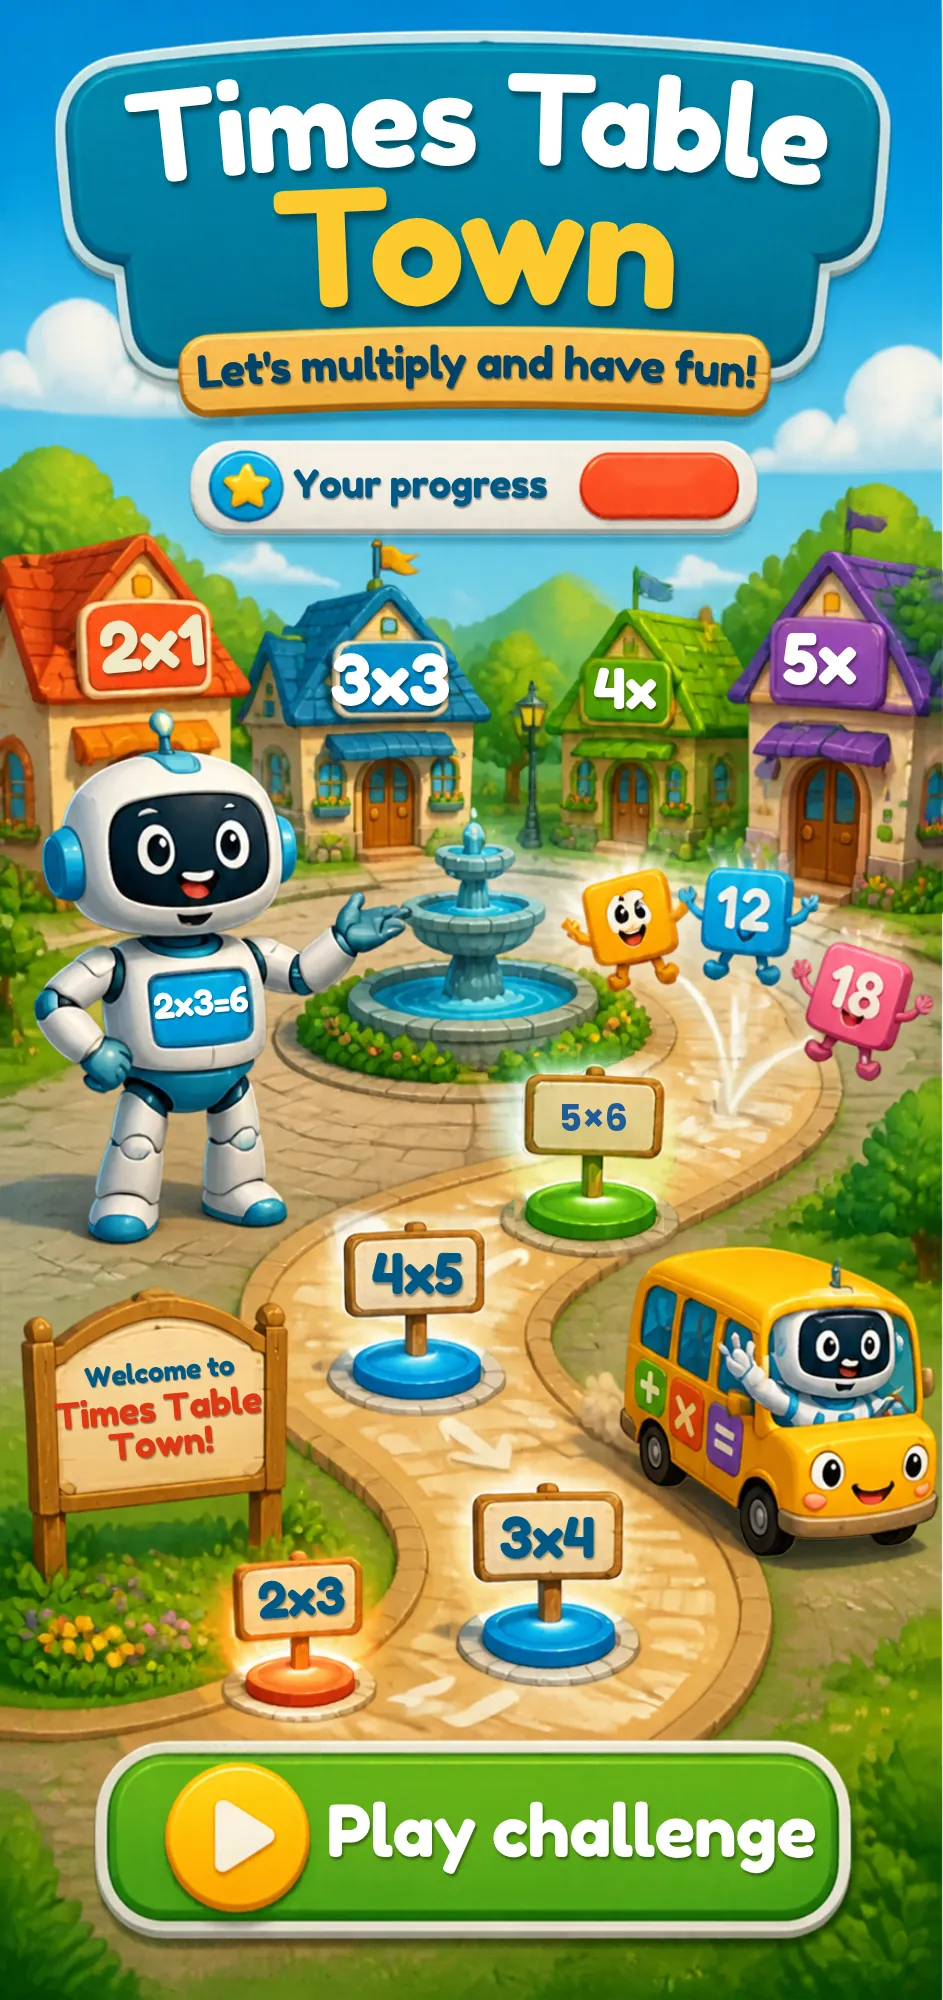 Times Table
Town
Let's multiply and have fun!
Your progress
2x1
3x3
4x
5x
12
18
2x3=6
5×6
4x5
Welcome to
Times Table
Town!
+
×
=
3x4
2x3
Play challenge